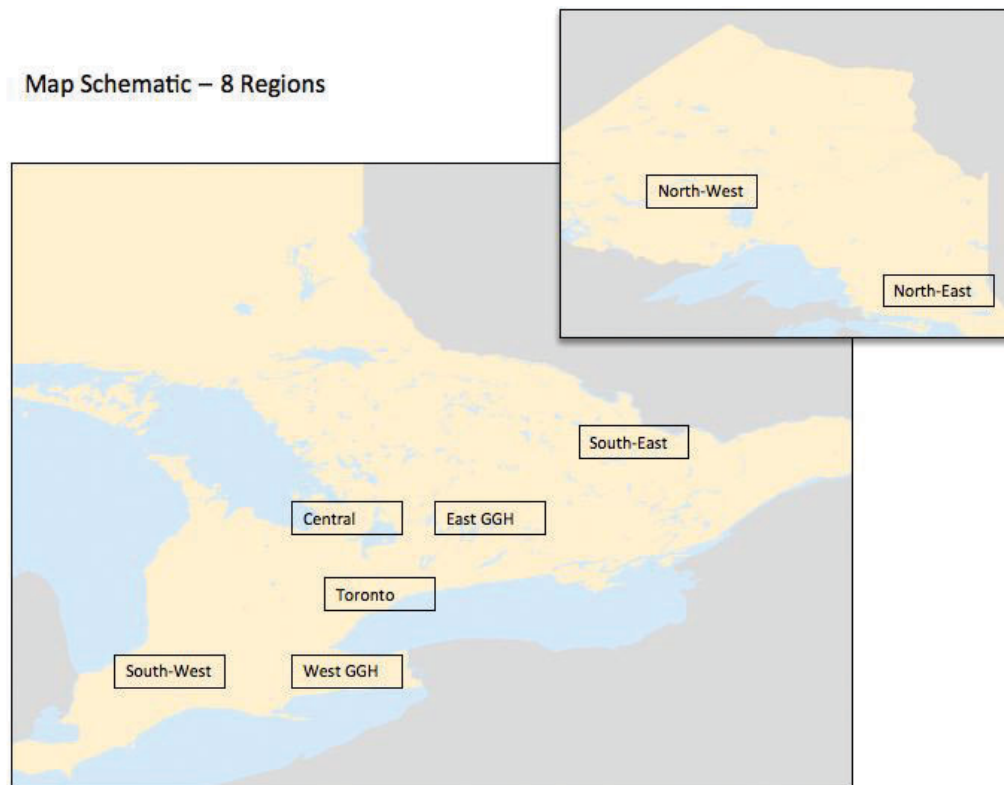 Map Schematic – 8 Regions
North-West
North-East
South-East
Central
East GGH
Toronto
South-West
West GGH